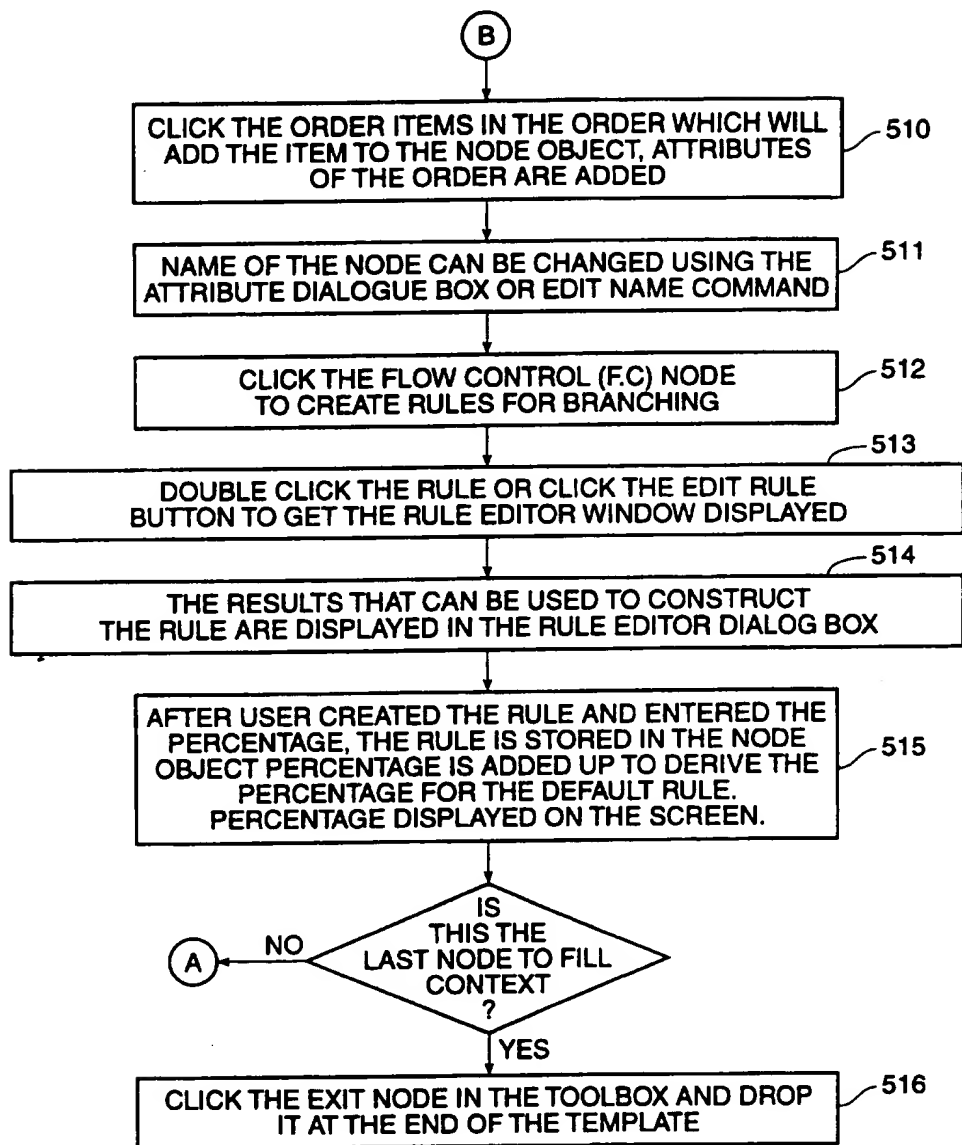 B
CLICK THE ORDER ITEMS IN THE ORDER WHICH WILL
ADD THE ITEM TO THE NODE OBJECT, ATTRIBUTES
OF THE ORDER ARE ADDED
510
NAME OF THE NODE CAN BE CHANGED USING THE
ATTRIBUTE DIALOGUE BOX OR EDIT NAME COMMAND
511
CLICK THE FLOW CONTROL (F.C) NODE
TO CREATE RULES FOR BRANCHING
512
513
DOUBLE CLICK THE RULE OR CLICK THE EDIT RULE
BUTTON TO GET THE RULE EDITOR WINDOW DISPLAYED
514
THE RESULTS THAT CAN BE USED TO CONSTRUCT
THE RULE ARE DISPLAYED IN THE RULE EDITOR DIALOG BOX
AFTER USER CREATED THE RULE AND ENTERED THE
PERCENTAGE, THE RULE IS STORED IN THE NODE
OBJECT PERCENTAGE IS ADDED UP TO DERIVE THE
PERCENTAGE FOR THE DEFAULT RULE.
PERCENTAGE DISPLAYED ON THE SCREEN.
515
IS
THIS THE
LAST NODE TO FILL
CONTEXT
?
NO
A
YES
CLICK THE EXIT NODE IN THE TOOLBOX AND DROP
IT AT THE END OF THE TEMPLATE
516